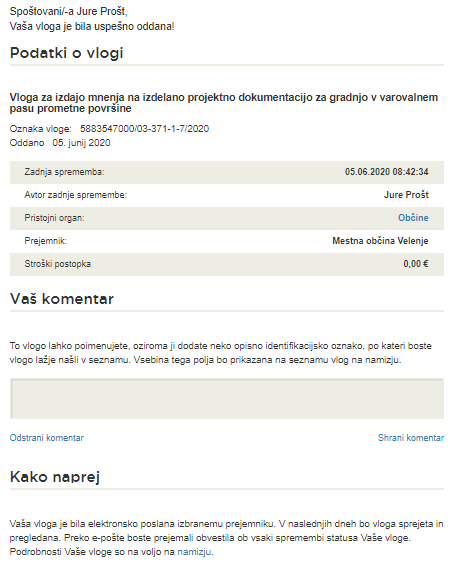 Spoštovani/-a Jure Prošt,
Vaša vloga je bila uspešno oddana!
Podatki o vlogi
Vloga za izdajo mnenja na izdelano projektno dokumentacijo za gradnjo v varovalnem
pasu prometne površine
Oznaka vloge: 5883547000/03-371-1-7/2020
Oddano 05. junij 2020
Zadnja sprememba: 05.06.2020 08:42:34
Avtor zadnje spremembe: Jure Prošt
Pristojni organ: Občine
Prejemnik: Mestna občina Velenje
Stroški postopka 0,00 €
Vaš komentar
To vlogo lahko poimenujete, oziroma ji dodate neko opisno identifikacijsko oznako, po kateri boste
vlogo lažje našli v seznamu. Vsebina tega polja bo prikazana na seznamu vlog na namizju.
Odstrani komentar Shrani komentar
Kako naprej
Vaša vloga je bila elektronsko poslana izbranemu prejemniku. V naslednjih dneh bo vloga sprejeta in
pregledana. Preko e-pošte boste prejemali obvestila ob vsaki spremembi statusa Vaše vloge.
Podrobnosti Vaše vloge so na voljo na namizju.